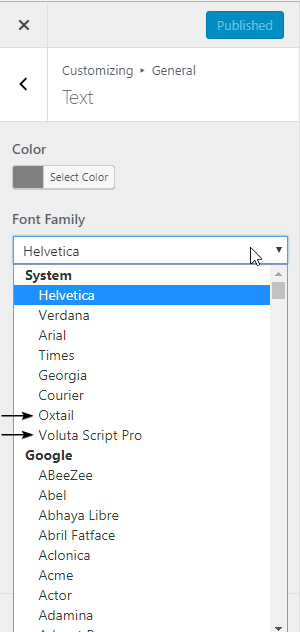 Published
Customizing ▸ General
Text
Color
Select Color
Font Family
Helvetica
System
Helvetica
Verdana
Arial
Times
Georgia
Courier
Oxtail
Voluta Script Pro
Google
ABeeZee
Abel
Abhaya Libre
Abril Fatface
Aclonica
Acme
Actor
Adamina